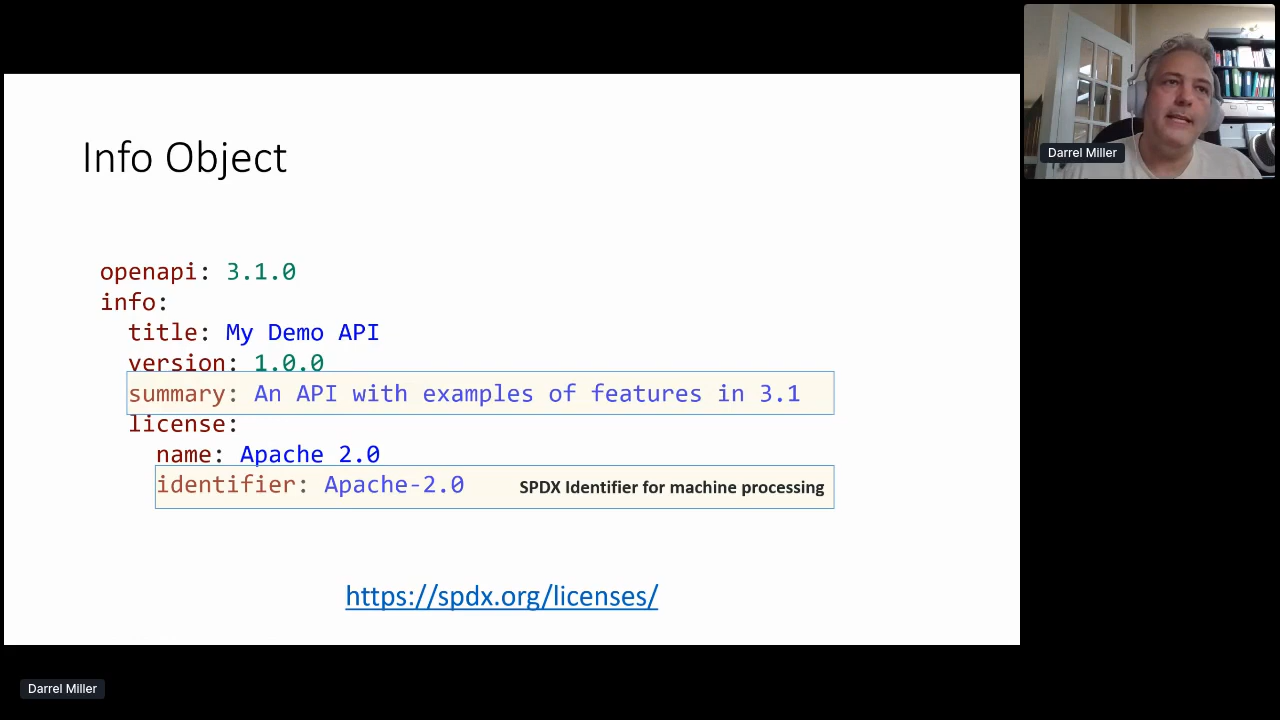 Info Object
openapi: 3.1.0
info:
title: My Demo API
version: 1.0.0
summary: An API with examples of features in 3.1
license:
name: Apache 2.0
identifier: Apache-2.0 SPDX Identifier for machine processing
https://spdx.org/licenses/
Darrel Miller
Darrel Miller